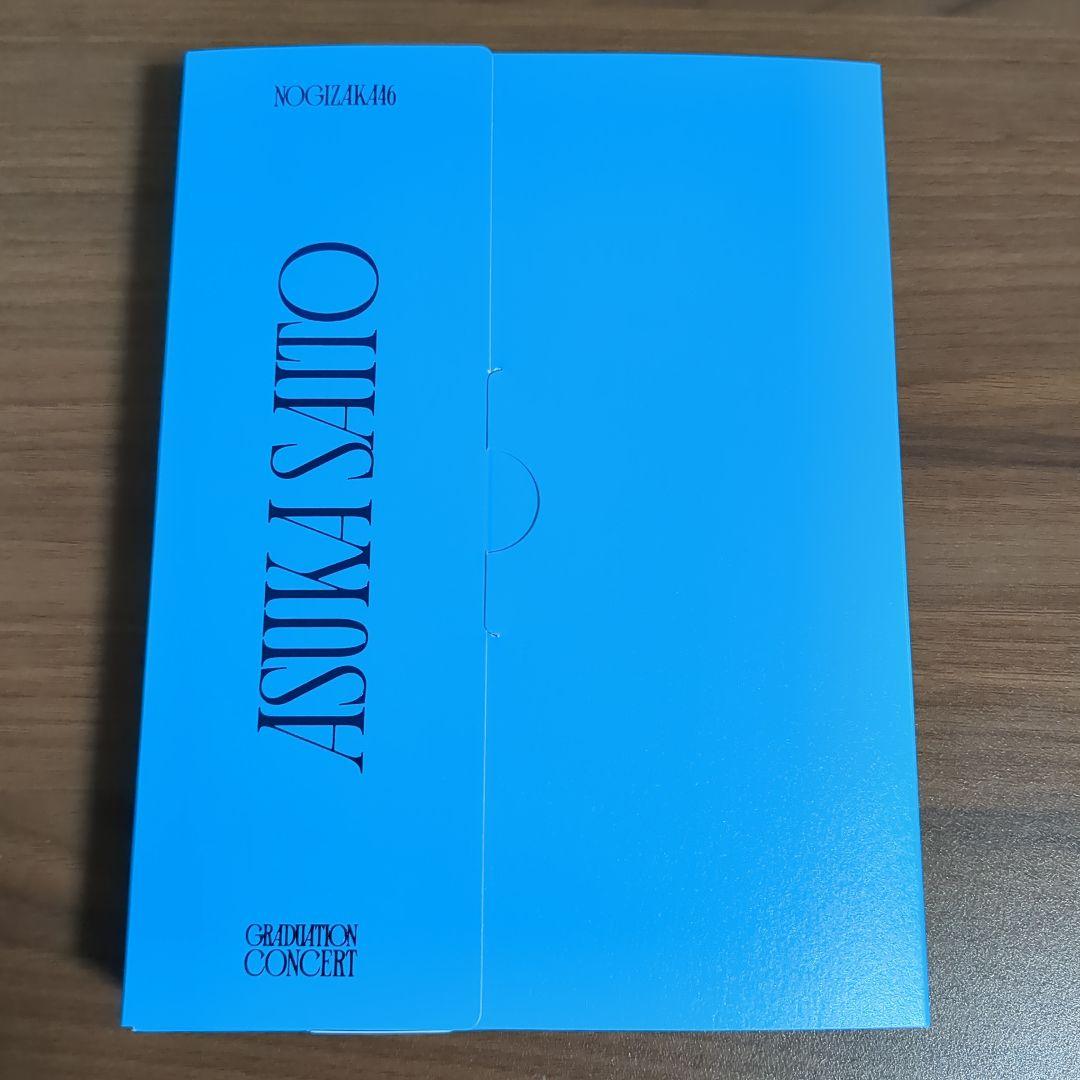 NOGIZAKA46
ASUKA SAITO
GRADUATION
CONCERT